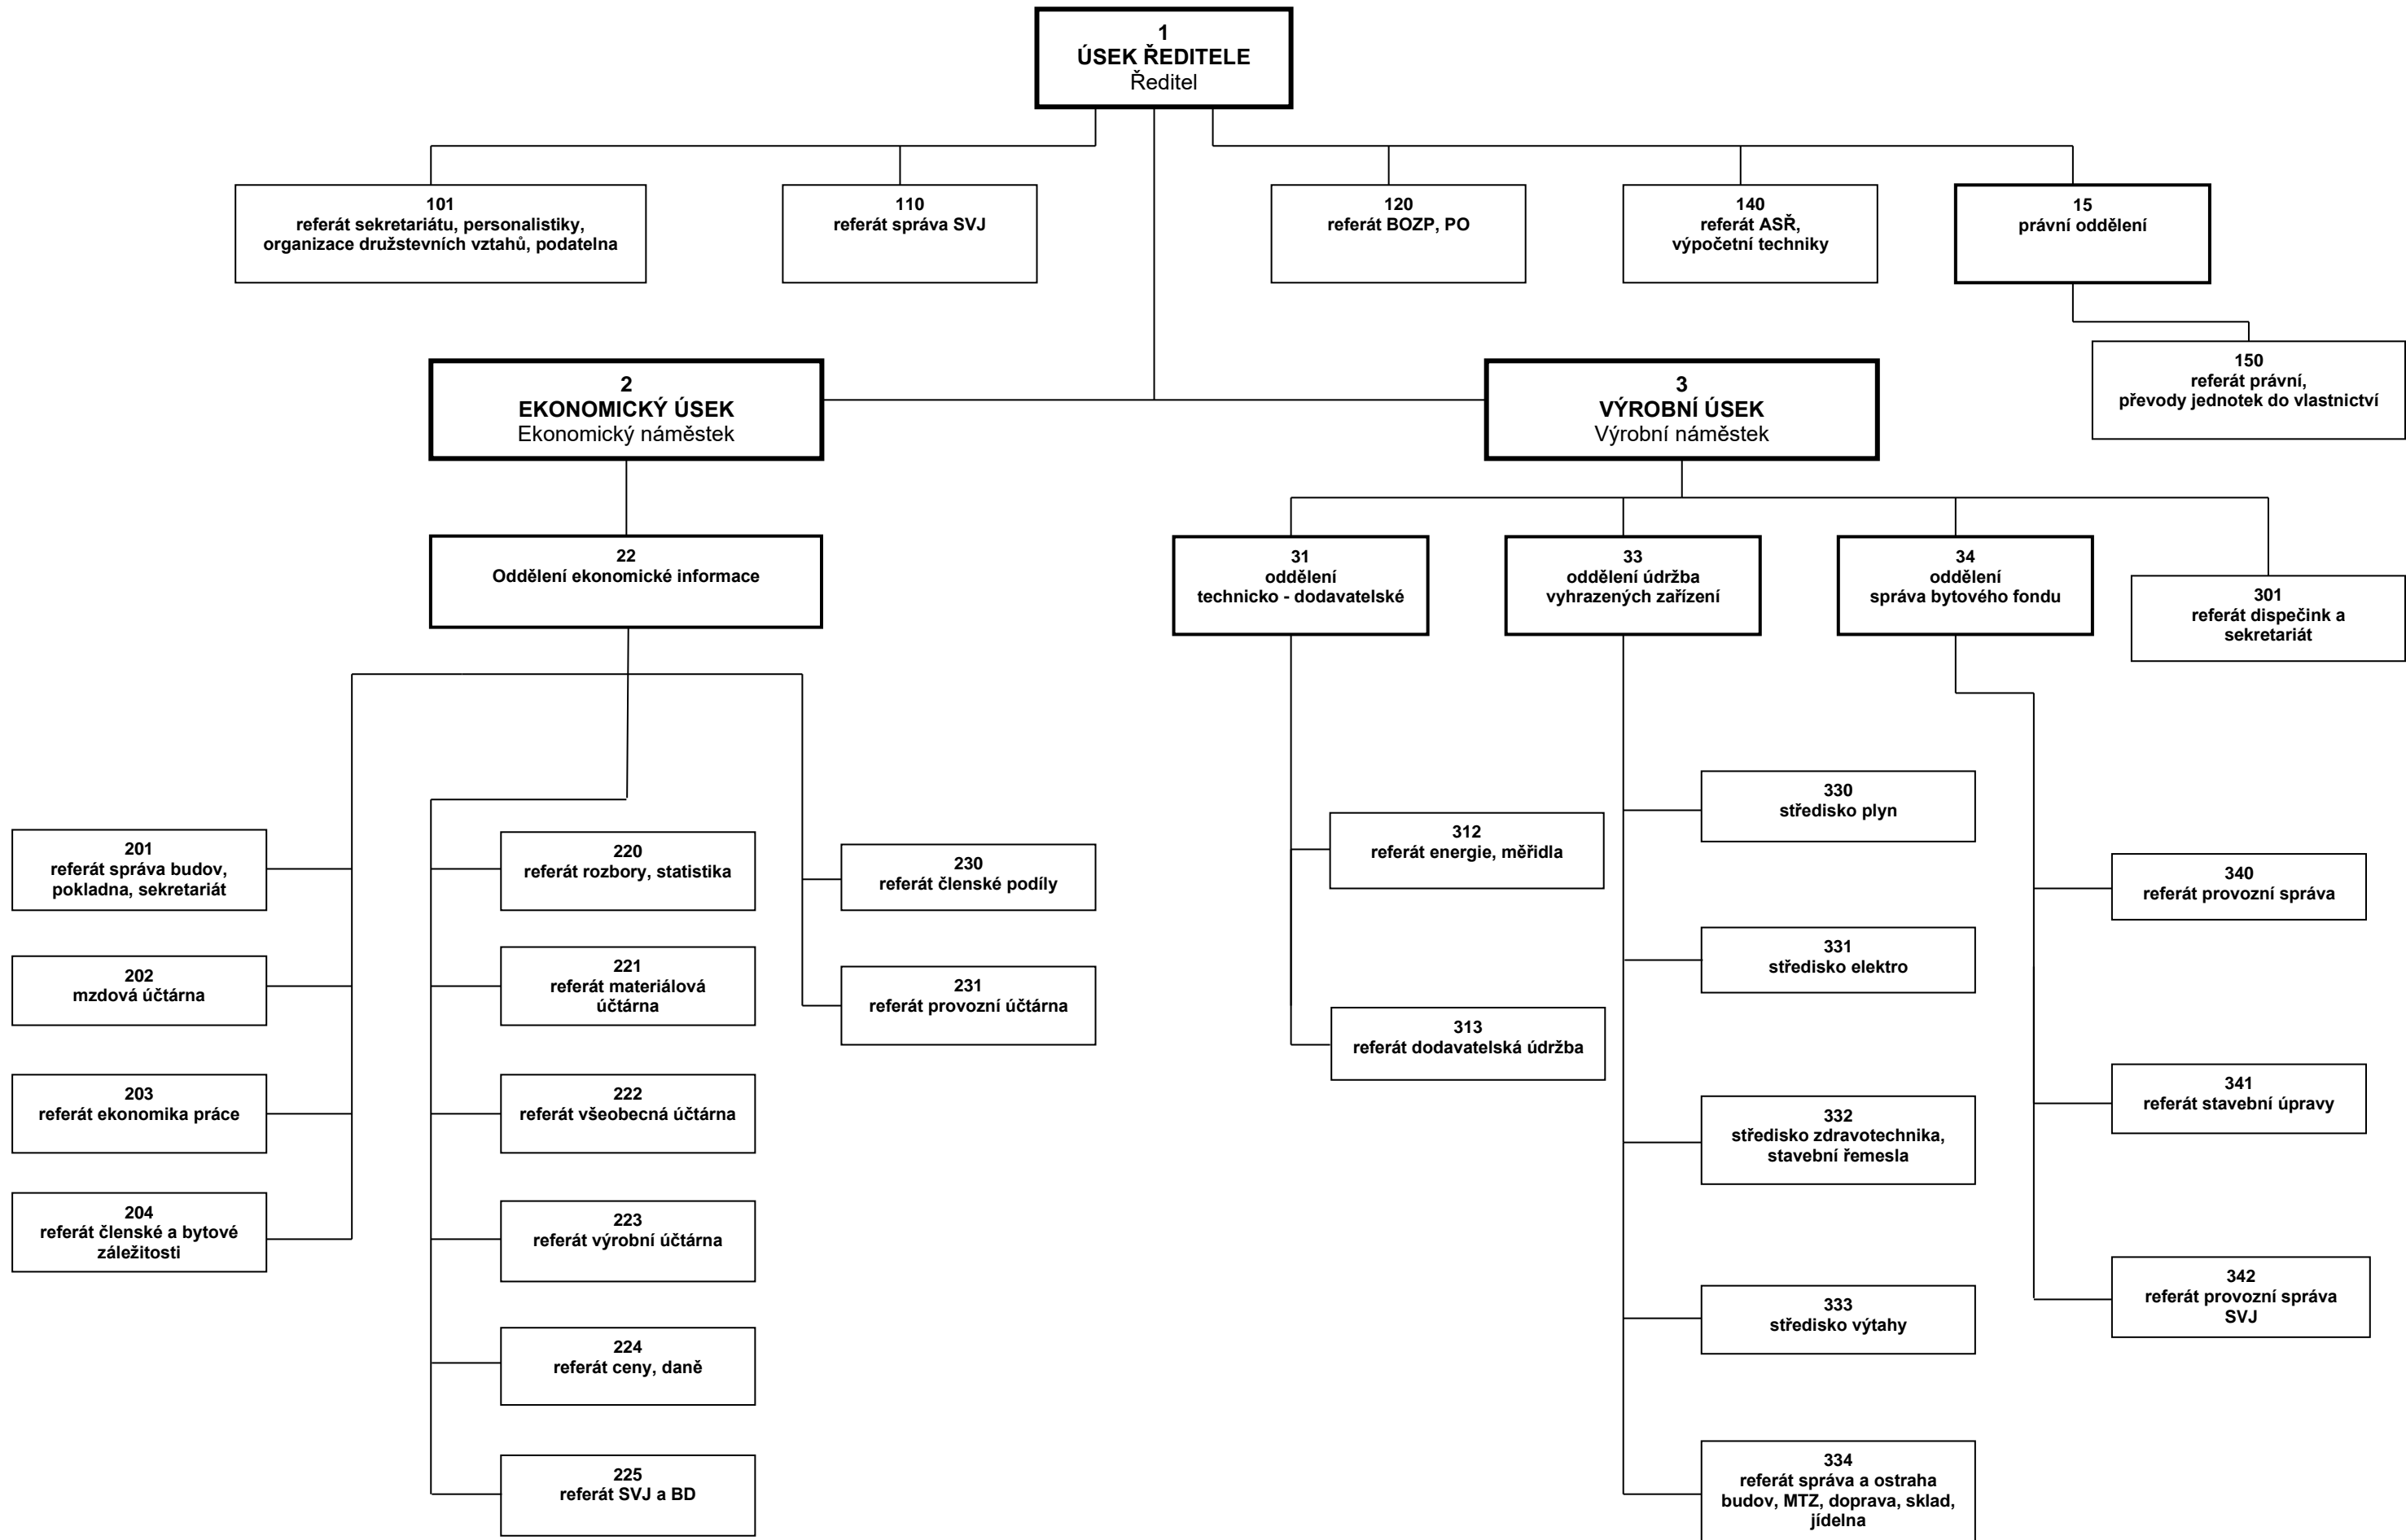 1
ÚSEK ŘEDITELE
Ředitel
101
referát sekretariátu, personalistiky,
organizace družstevních vztahů, podatelna
110
referát správa SVJ
120
referát BOZP, PO
140
referát ASŘ,
výpočetní techniky
15
právní oddělení
150
referát právní,
převody jednotek do vlastnictví
2
EKONOMICKÝ ÚSEK
Ekonomický náměstek
3
VÝROBNÍ ÚSEK
Výrobní náměstek
22
Oddělení ekonomické informace
31
oddělení
technicko - dodavatelské
33
oddělení údržba
vyhrazených zařízení
34
oddělení
správa bytového fondu
301
referát dispečink a
sekretariát
201
referát správa budov,
pokladna, sekretariát
202
mzdová účtárna
203
referát ekonomika práce
204
referát členské a bytové
záležitosti
220
referát rozbory, statistika
221
referát materiálová
účtárna
222
referát všeobecná účtárna
223
referát výrobní účtárna
224
referát ceny, daně
225
referát SVJ a BD
230
referát členské podíly
231
referát provozní účtárna
312
referát energie, měřidla
313
referát dodavatelská údržba
330
středisko plyn
331
středisko elektro
332
středisko zdravotechnika,
stavební řemesla
333
středisko výtahy
334
referát správa a ostraha
budov, MTZ, doprava, sklad,
jídelna
340
referát provozní správa
341
referát stavební úpravy
342
referát provozní správa
SVJ